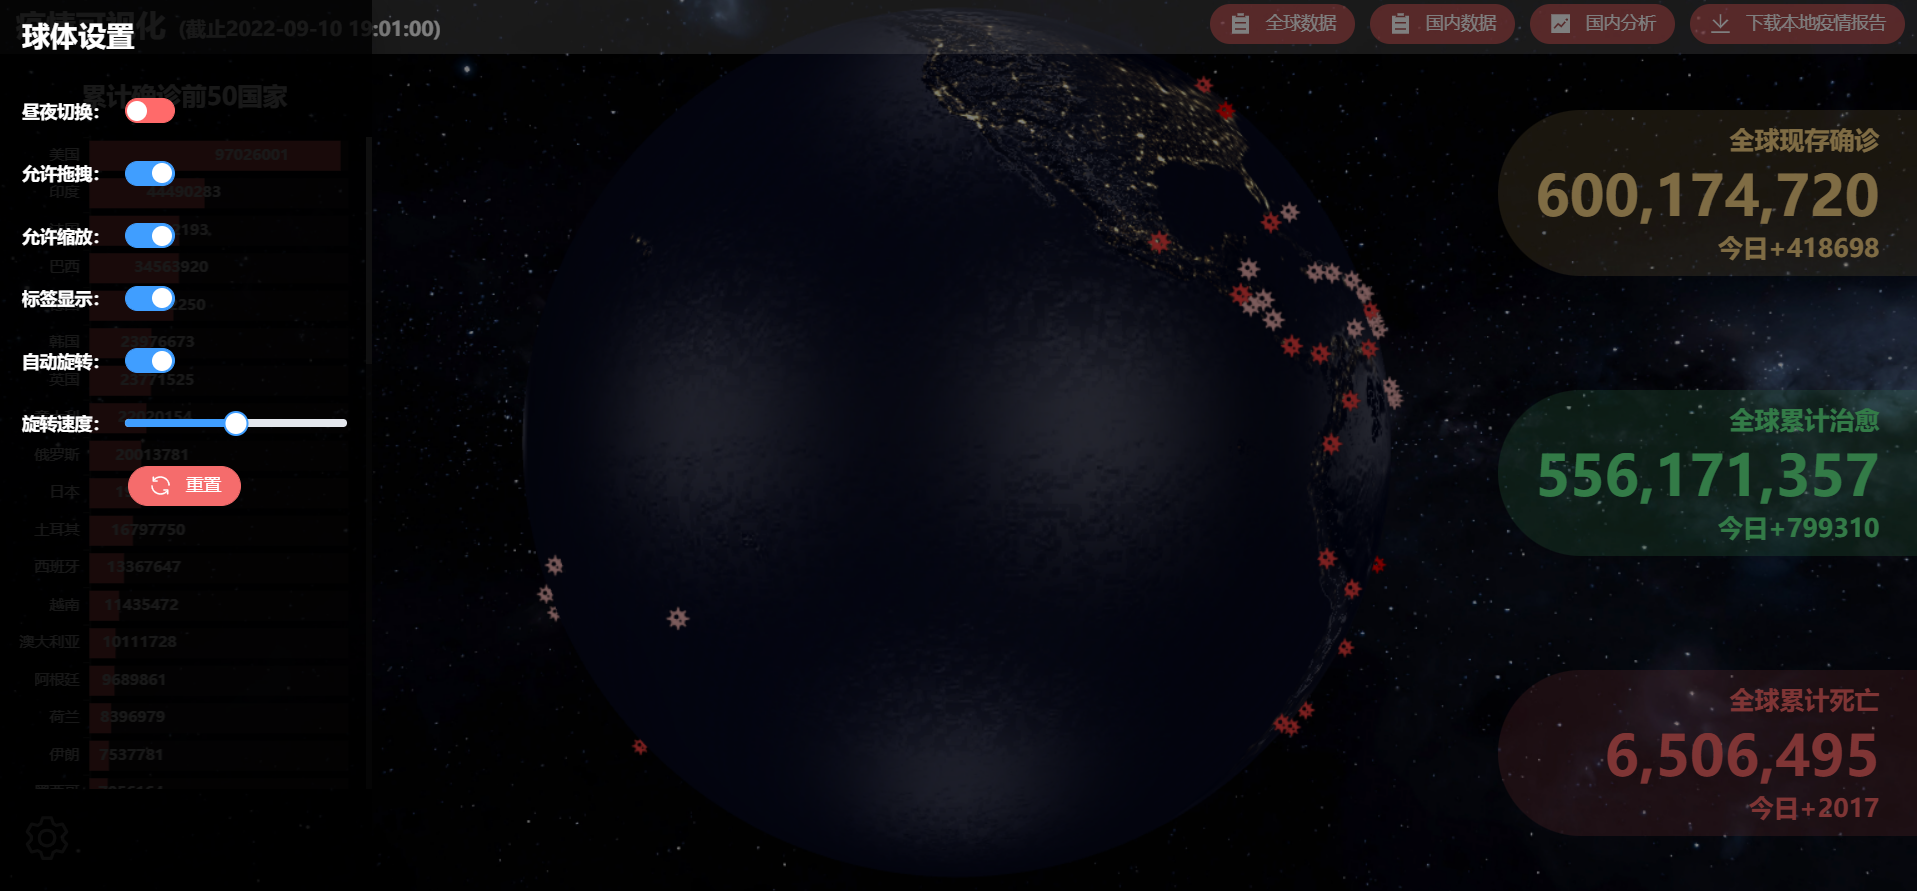 疫情可视化 (截止2022-09-10 19:01:00)
球体设置
全球数据
国内数据
国内分析
下载本地疫情报告
累计确诊前50国家
昼夜切换：
允许拖拽：
允许缩放：
标签显示：
自动旋转：
旋转速度：
重置
美国 97026001
印度 44490283
巴西 34563920
韩国 23976673
英国 23771525
俄罗斯 20013781
日本
土耳其 16797750
西班牙 13367647
越南 11435472
澳大利亚 10111728
阿根廷 9689861
荷兰 8396979
伊朗 7537781
全球现存确诊
600,174,720
今日+418698
全球累计治愈
556,171,357
今日+799310
全球累计死亡
6,506,495
今日+2017